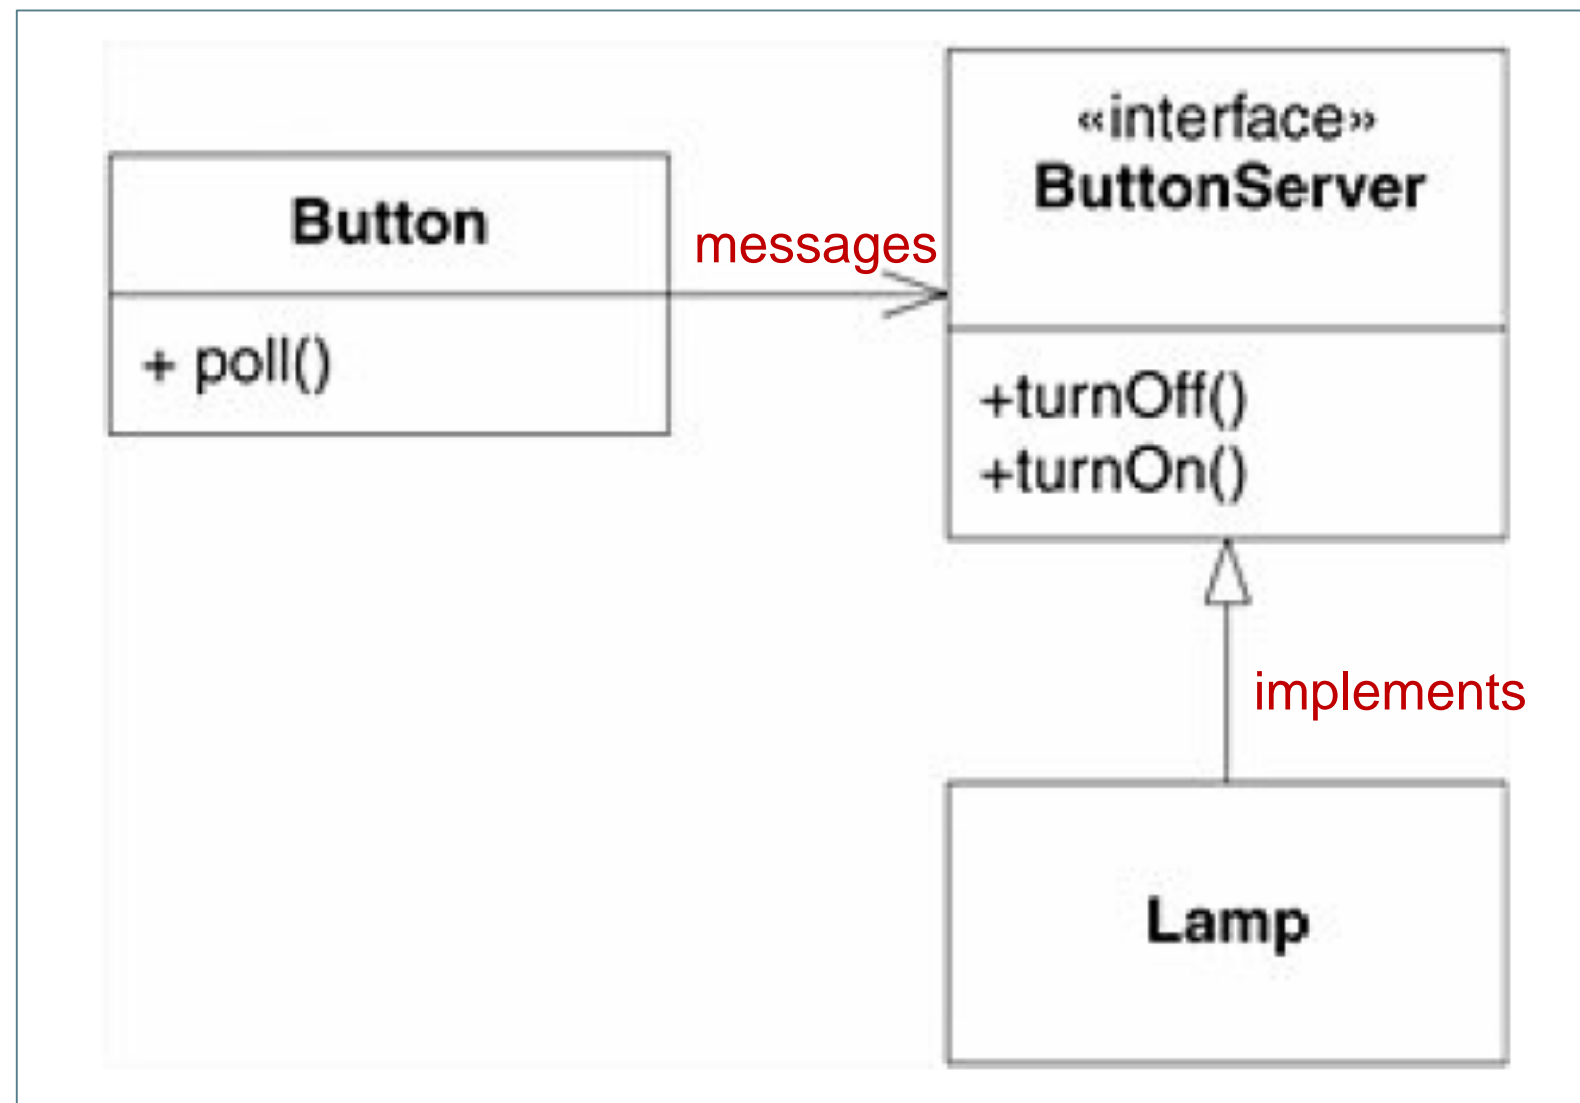 Button
+ poll()
messages
«interface»
ButtonServer
+turnOff()
+turnOn()
implements
Lamp